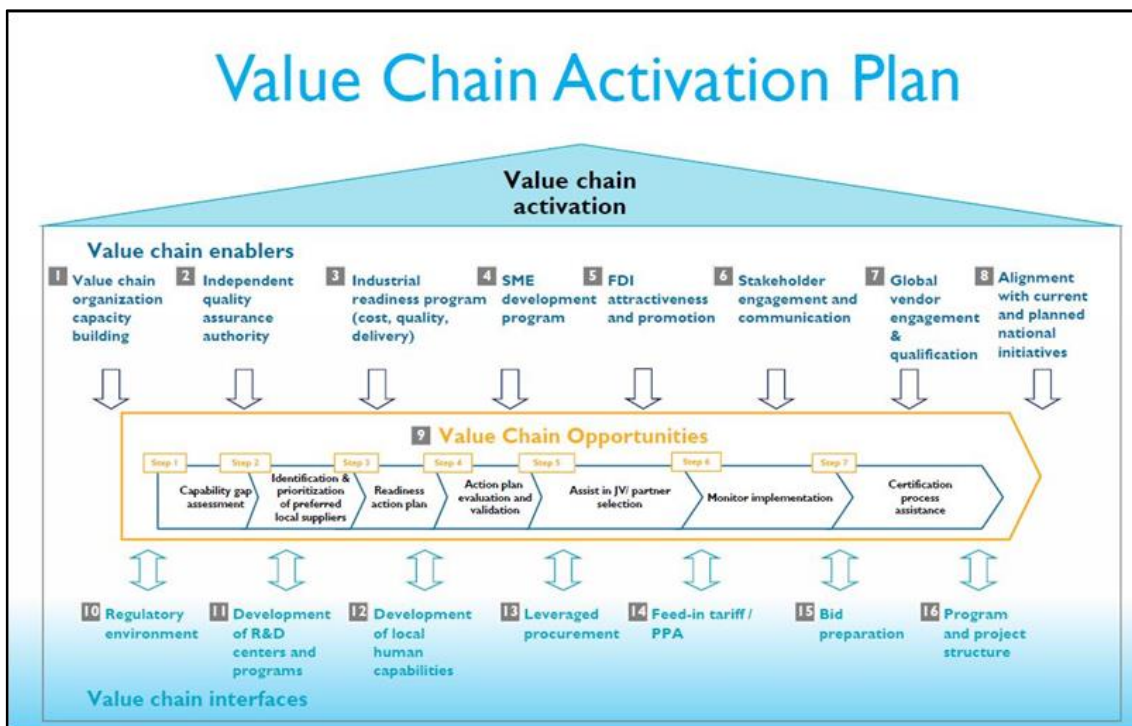 Value Chain Activation Plan
Value chain
activation
Value chain enablers
1 Value chain
organization
capacity
building
2 Independent
quality
assurance
authority
3 Industrial
readiness program
(cost, quality,
delivery)
4 SME
development
program
5 FDI
attractiveness
and promotion
6 Stakeholder
engagement and
communication
7 Global
vendor
engagement
&
qualification
8 Alignment
with current
and planned
national
initiatives
9 Value Chain Opportunities
Step 1
Capability gap
assessment
Step 2
Identification &
prioritization
of preferred
local suppliers
Step 3
Readiness
action plan
Step 4
Action plan
evaluation and
validation
Step 5
Assist in JV/ partner
selection
Step 6
Monitor implementation
Step 7
Certification
process
assistance
10 Regulatory
environment
11 Development
of R&D
centers and
programs
12 Development
of local
human
capabilities
13 Leveraged
procurement
14 Feed-in tariff /
PPA
15 Bid
preparation
16 Program
and project
structure
Value chain interfaces